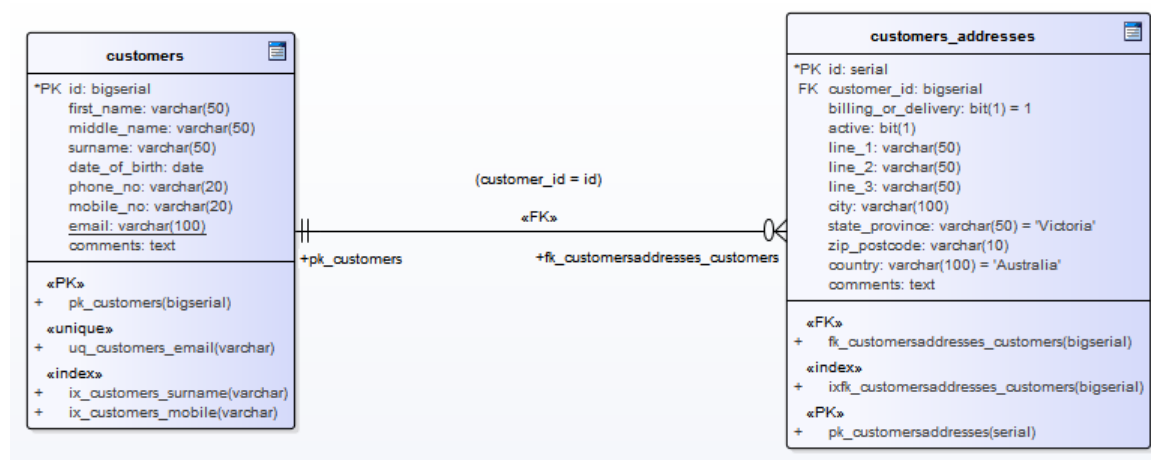 customers
*PK id: bigserial
first_name: varchar(50)
middle_name: varchar(50)
surname: varchar(50)
date_of_birth: date
phone_no: varchar(20)
mobile_no: varchar(20)
email: varchar(100)
comments: text
«PK»
+ pk_customers(bigserial)
«unique»
+ uq_customers_email(varchar)
«index»
+ ix_customers_surname(varchar)
+ ix_customers_mobile(varchar)
(customer_id = id)
«FK»
+pk_customers
+fk_customersaddresses_customers
customers_addresses
*PK id: serial
FK customer_id: bigserial
billing_or_delivery: bit(1) = 1
active: bit(1)
line_1: varchar(50)
line_2: varchar(50)
line_3: varchar(50)
city: varchar(100)
state_province: varchar(50) = 'Victoria'
zip_postcode: varchar(10)
country: varchar(100) = 'Australia'
comments: text
«FK»
+ fk_customersaddresses_customers(bigserial)
«index»
+ ixfk_customersaddresses_customers(bigserial)
«PK»
+ pk_customersaddresses(serial)